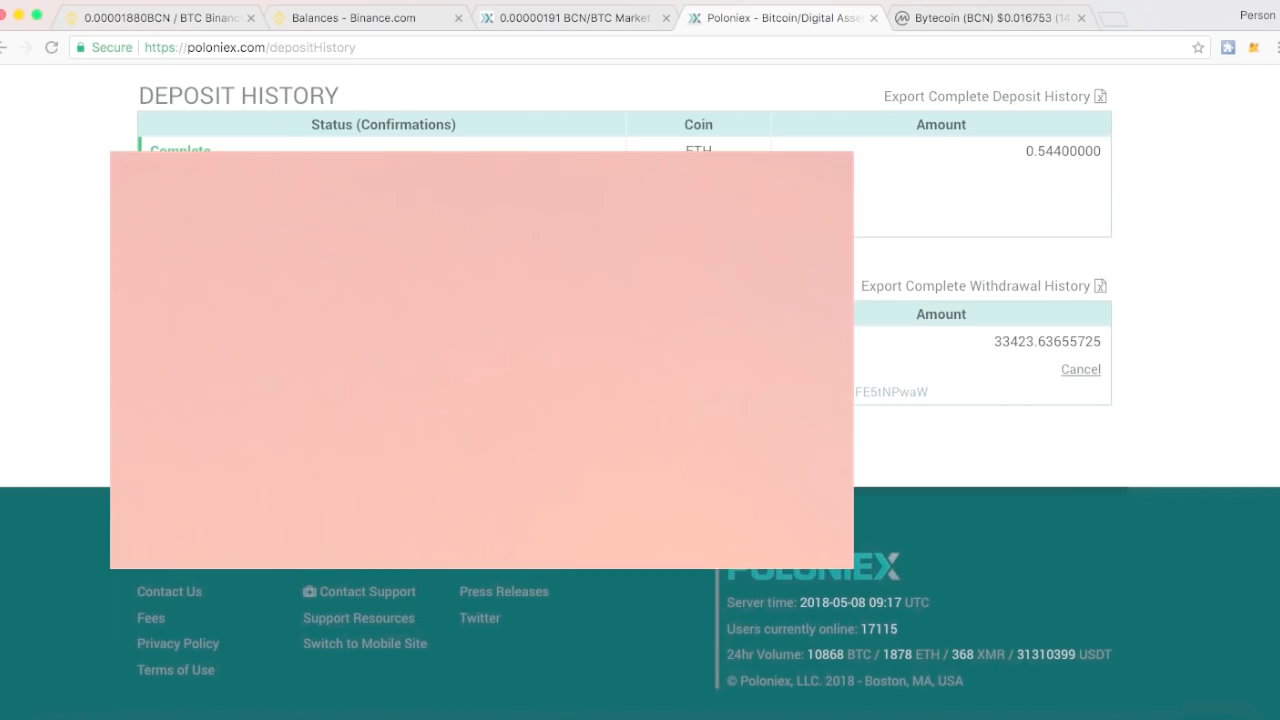 0.00001880BCN / BTC Binanc
Balances - Binance.com
0.00000191 BCN/BTC Market
Poloniex - Bitcoin/Digital Asse
Bytecoin (BCN) $0.016753 (14
Person
Secure
https://poloniex.com/depositHistory
DEPOSIT HISTORY
Export Complete Deposit History
Status (Confirmations) Coin Amount
Complete ETH 0.54400000
Export Complete Withdrawal History
Amount
33423.63655725
Cancel
FE5tNPwaW
POLONIEX
Contact Us Contact Support Press Releases
Server time: 2018-05-08 09:17 UTC
Fees Support Resources Twitter
Users currently online: 17115
Privacy Policy Switch to Mobile Site
24hr Volume: 10868 BTC / 1878 ETH / 368 XMR / 31310399 USDT
Terms of Use
© Poloniex, LLC. 2018 - Boston, MA, USA